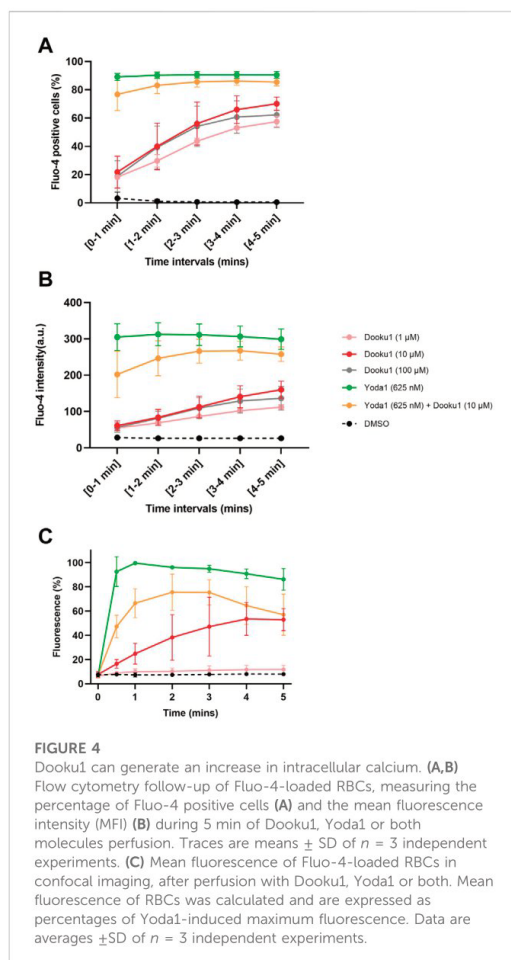 A
Fluo-4 positive cells (%)
100
80
60
40
20
0
[0-1 min]
[1-2 min]
[2-3 min]
[3-4 min]
[4-5 min]
Time intervals (mins)
B
Fluo-4 intensity(a.u.)
400
300
200
100
0
[0-1 min]
[1-2 min]
[2-3 min]
[3-4 min]
[4-5 min]
Time intervals (mins)
Dooku1 (1 µM)
Dooku1 (10 µM)
Dooku1 (100 µM)
Yoda1 (625 nM)
Yoda1 (625 nM) + Dooku1 (10 µM)
DMSO
C
Fluorescence (%)
100
80
60
40
20
0
0
1
2
3
4
5
Time (mins)
FIGURE 4
Dooku1 can generate an increase in intracellular calcium. (A,B)
Flow cytometry follow-up of Fluo-4-loaded RBCs, measuring the
percentage of Fluo-4 positive cells (A) and the mean fluorescence
intensity (MFI) (B) during 5 min of Dooku1, Yoda1 or both
molecules perfusion. Traces are means ± SD of n = 3 independent
experiments. (C) Mean fluorescence of Fluo-4-loaded RBCs in
confocal imaging, after perfusion with Dooku1, Yoda1 or both. Mean
fluorescence of RBCs was calculated and are expressed as
percentages of Yoda1-induced maximum fluorescence. Data are
averages ±SD of n = 3 independent experiments.